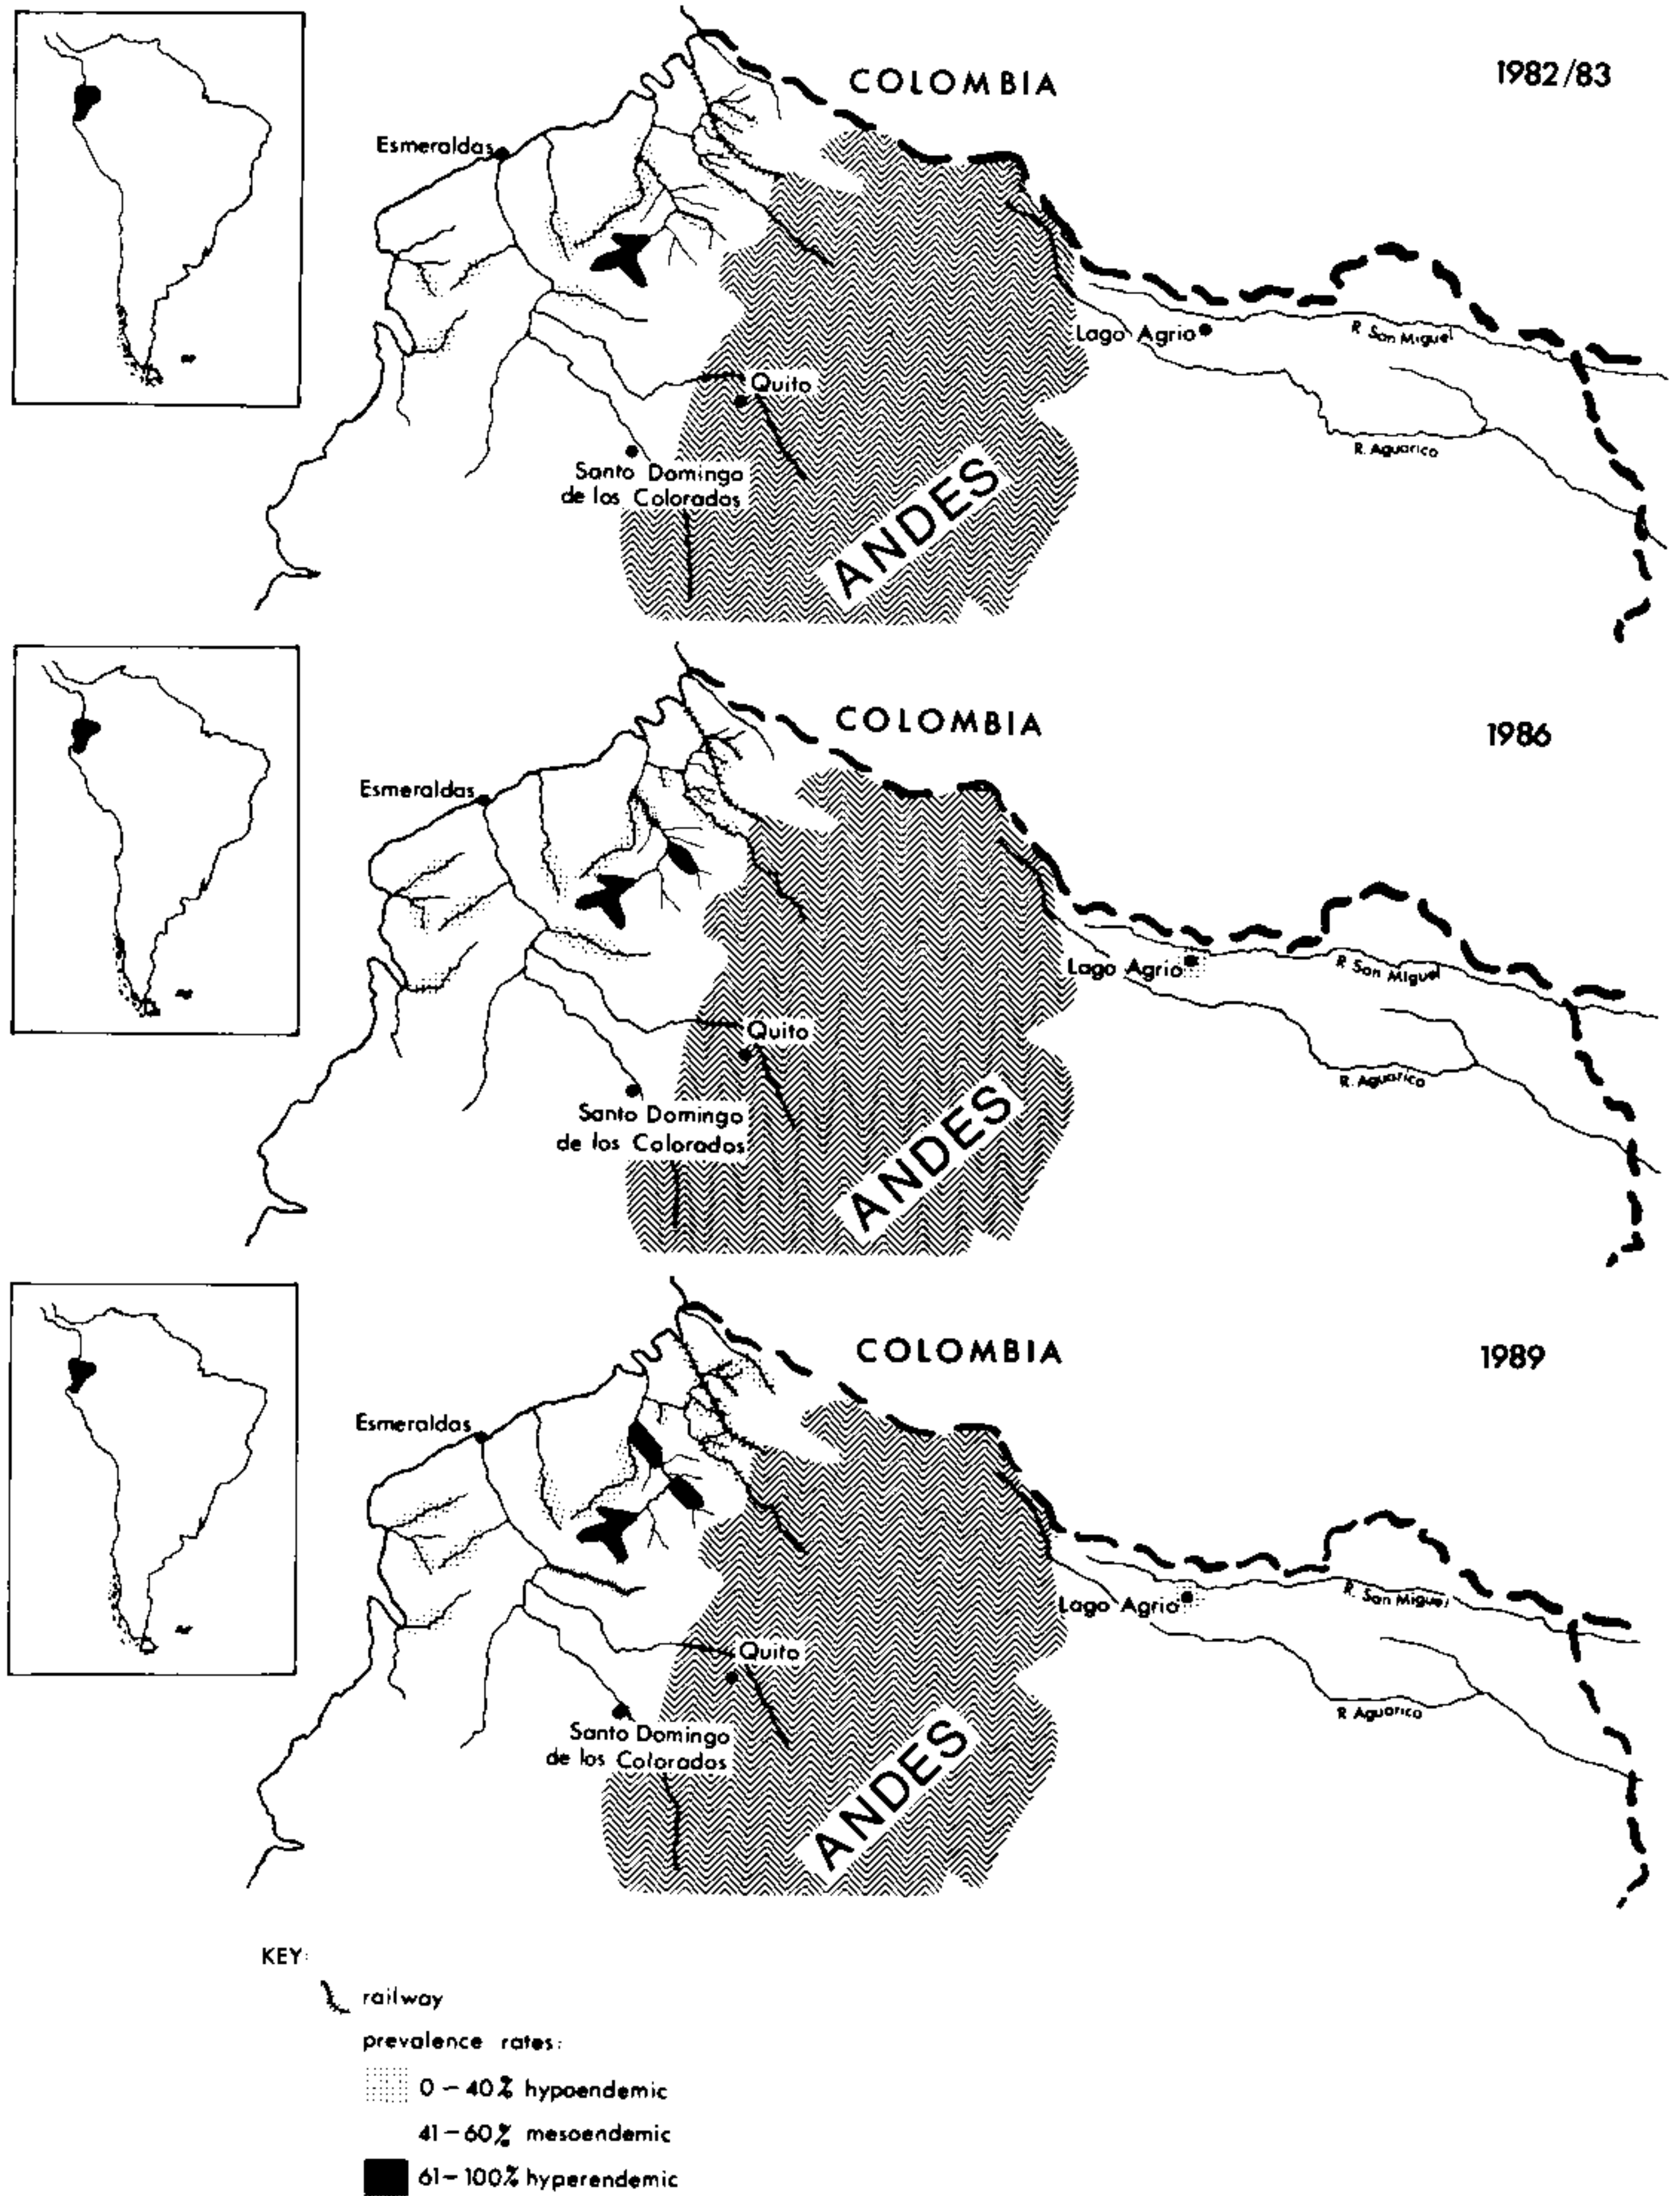 1982/83
COLOMBIA
Esmeraldas
Lago Agrio
R. San Miguel
Quito
R. Aguarico
Santo Domingo
de los Colorados
ANDES
1986
COLOMBIA
Esmeraldas
Lago Agrio
R. San Miguel
Quito
R. Aguarico
Santo Domingo
de los Colorados
ANDES
1989
COLOMBIA
Esmeraldas
Lago Agrio
R. San Miguel
Quito
R. Aguarico
Santo Domingo
de los Colorados
ANDES
KEY:
railway
prevalence rates:
0-40% hypoendemic
41-60% mesoendemic
61-100% hyperendemic